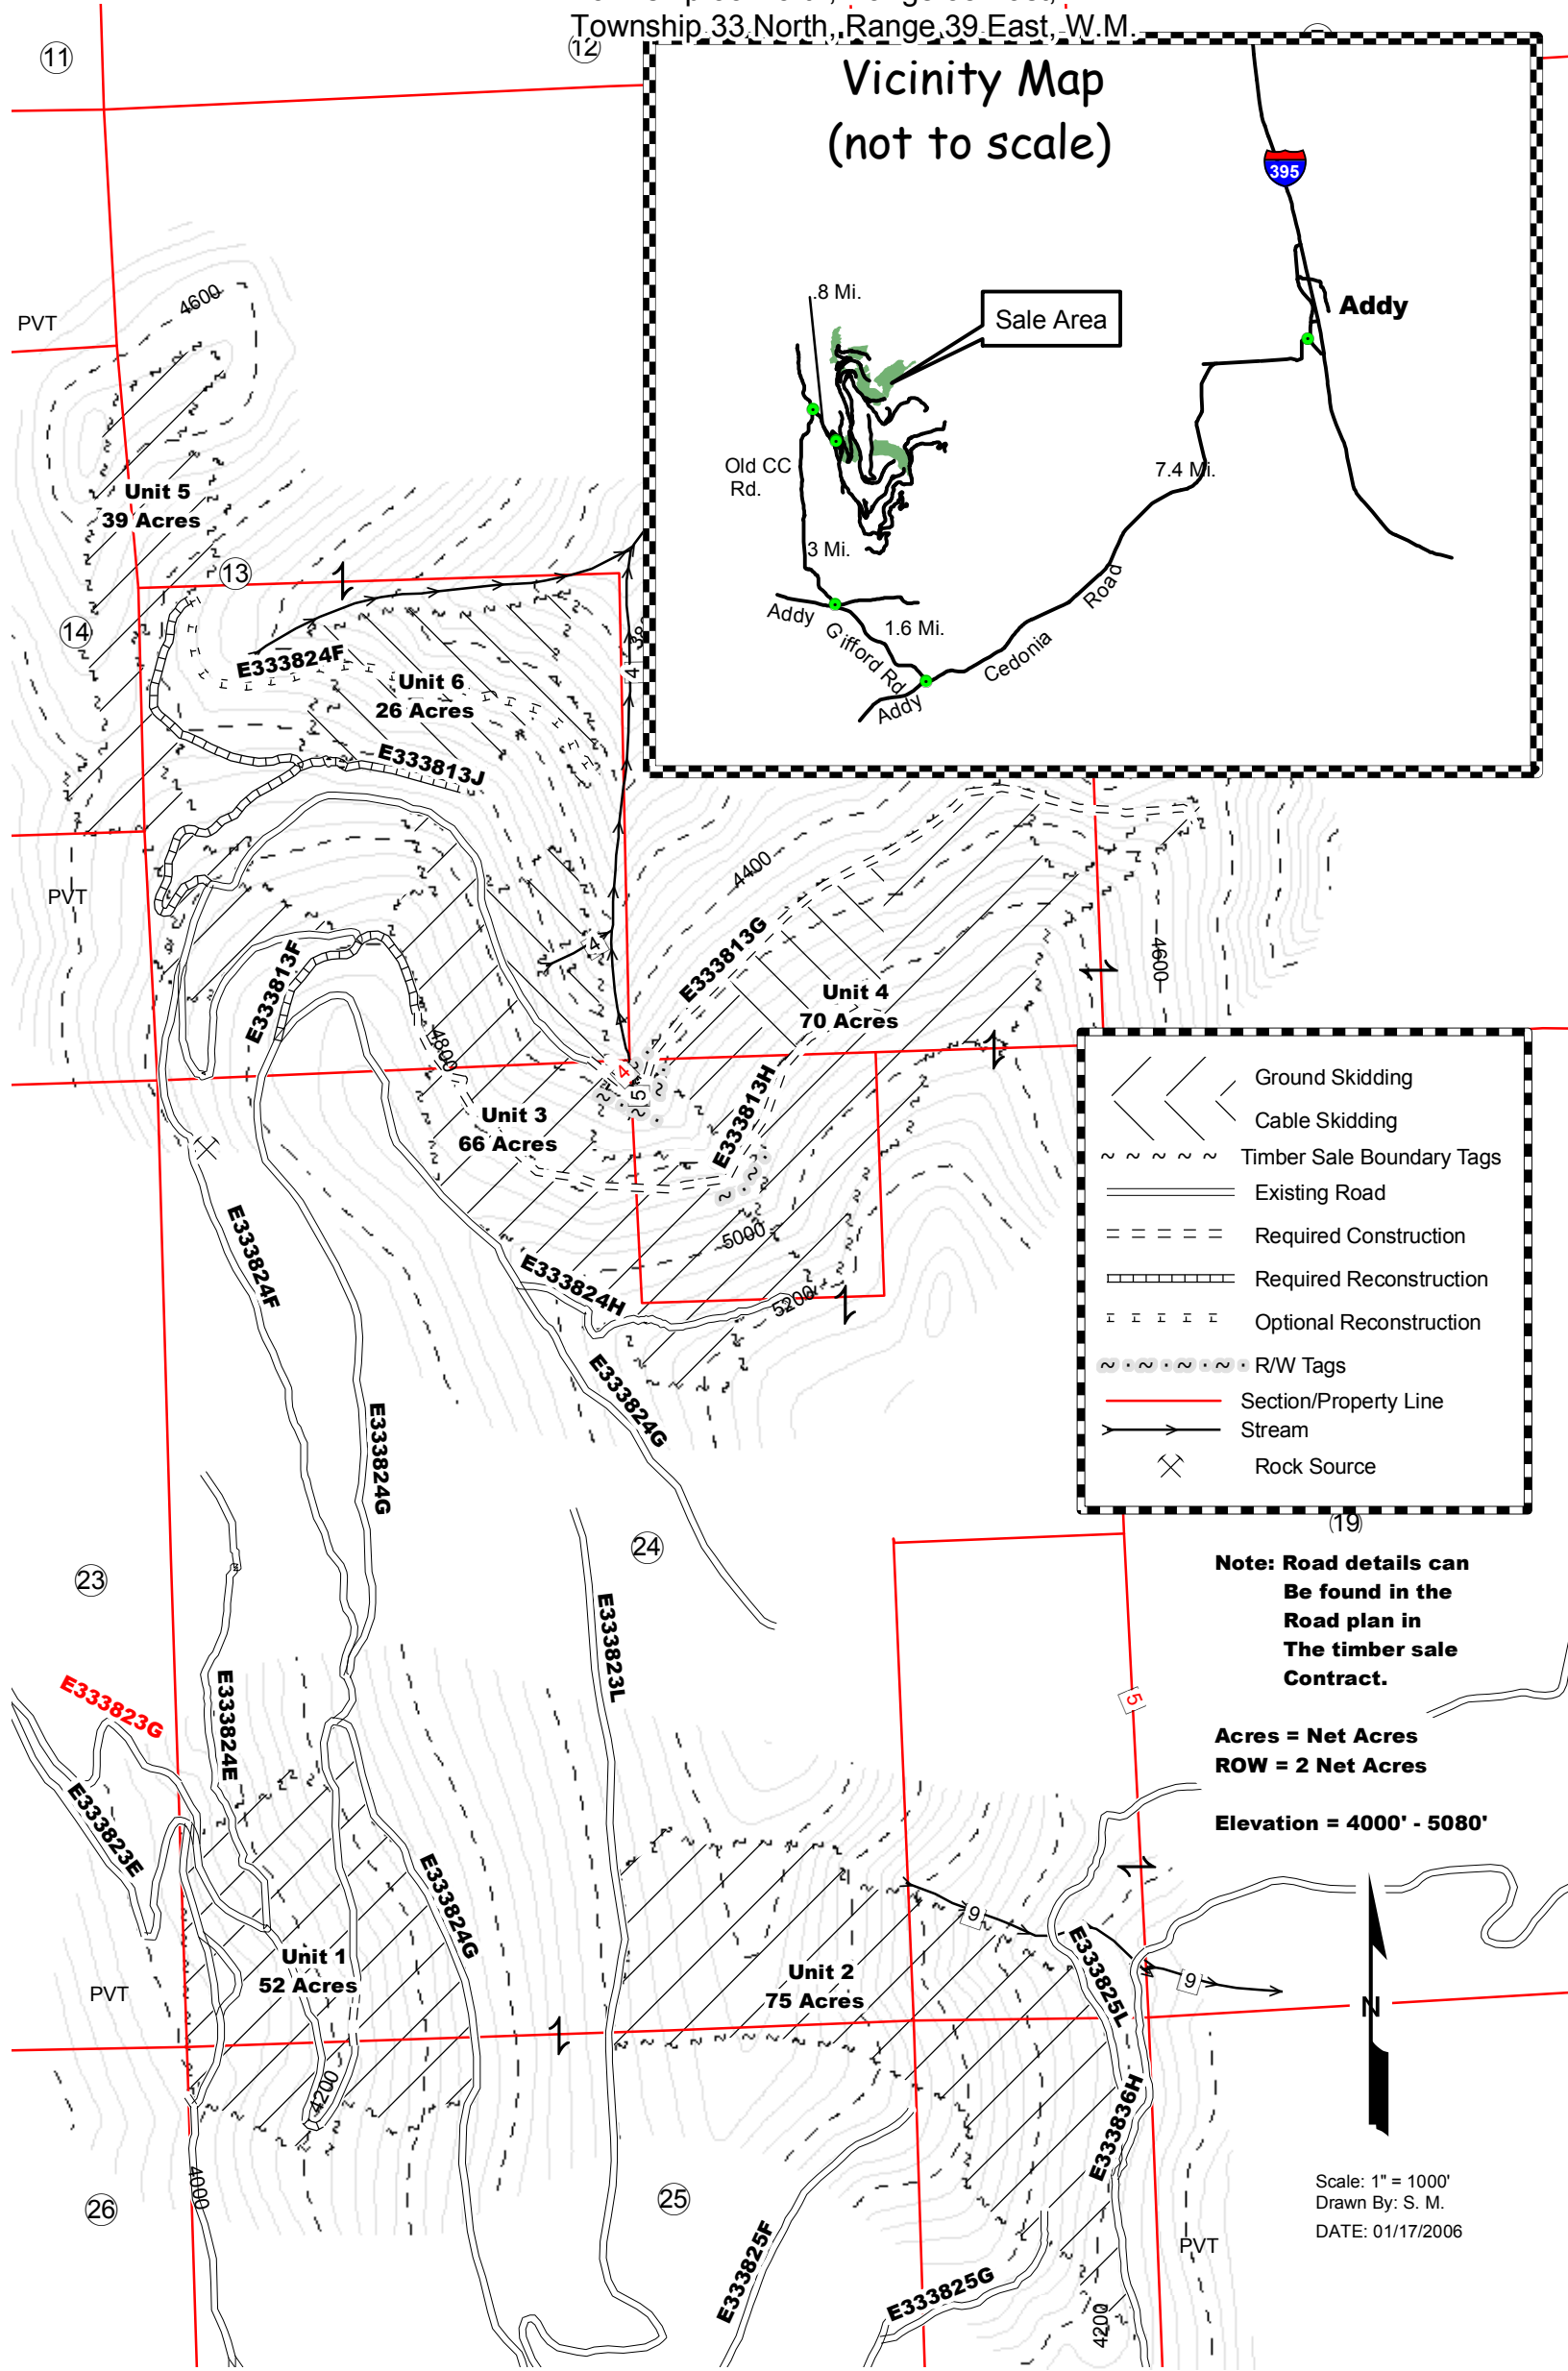 Township 33 North, Range 39 East, W.M.
11
12
Vicinity Map
(not to scale)
395
Addy
.8 Mi.
Sale Area
Old CC
Rd.
7.4 Mi.
3 Mi.
Addy
Gifford Rd
1.6 Mi.
Addy
Cedonia
Road
4600
PVT
Unit 5
39 Acres
13
14
E333824F
Unit 6
26 Acres
4
E333813J
PVT
4400
E333813G
E333813F
4
4600
Unit 4
70 Acres
4800
4
5
E333813H
Unit 3
66 Acres
5000
E333824H
5200
E333824F
E333824G
E333824G
Ground Skidding
Cable Skidding
Timber Sale Boundary Tags
Existing Road
Required Construction
Required Reconstruction
Optional Reconstruction
R/W Tags
Section/Property Line
Stream
Rock Source
19
24
23
Note: Road details can
Be found in the
Road plan in
The timber sale
Contract.
E333823L
E333823G
E333824E
5
Acres = Net Acres
ROW = 2 Net Acres
Elevation = 4000' - 5080'
E333823E
E333824G
9
E333825L
Unit 1
52 Acres
Unit 2
75 Acres
9
PVT
N
4200
E333836H
4000
26
25
Scale: 1" = 1000'
Drawn By: S. M.
DATE: 01/17/2006
PVT
E333825F
E333825G
4200